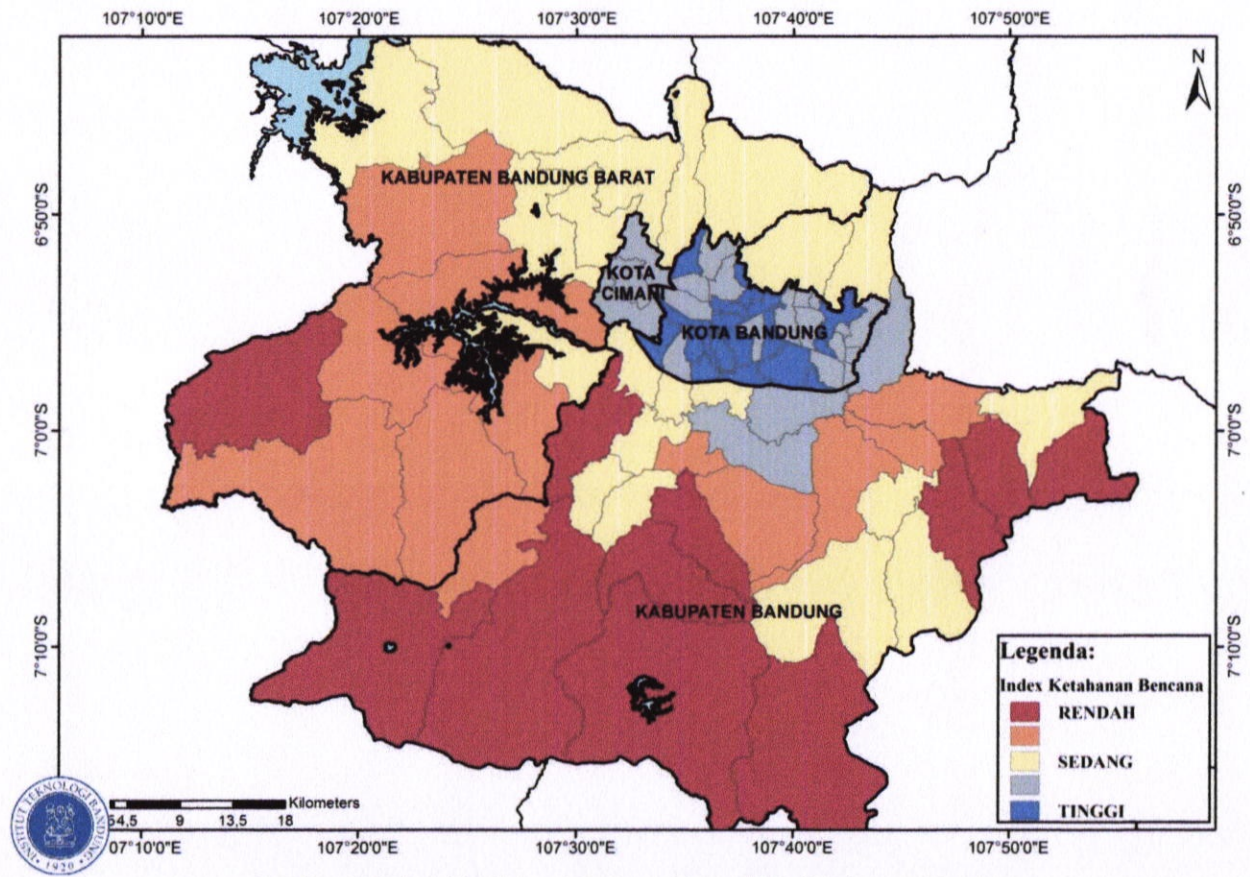 107°10'0"E 107°20'0"E 107°30'0"E 107°40'0"E 107°50'0"E
N
6°50'0"S
6°50'0"S
KABUPATEN BANDUNG BARAT
KOTA
CIMAHI
KOTA BANDUNG
7°0'0"S
7°0'0"S
KABUPATEN BANDUNG
7°10'0"S
7°10'0"S
Legenda:
Index Ketahanan Bencana
RENDAH
SEDANG
TINGGI
Kilometers
4,5 9 13,5 18
INSTITUT TEKNOLOGI BANDUNG
1920
107°10'0"E 107°20'0"E 107°30'0"E 107°40'0"E 107°50'0"E